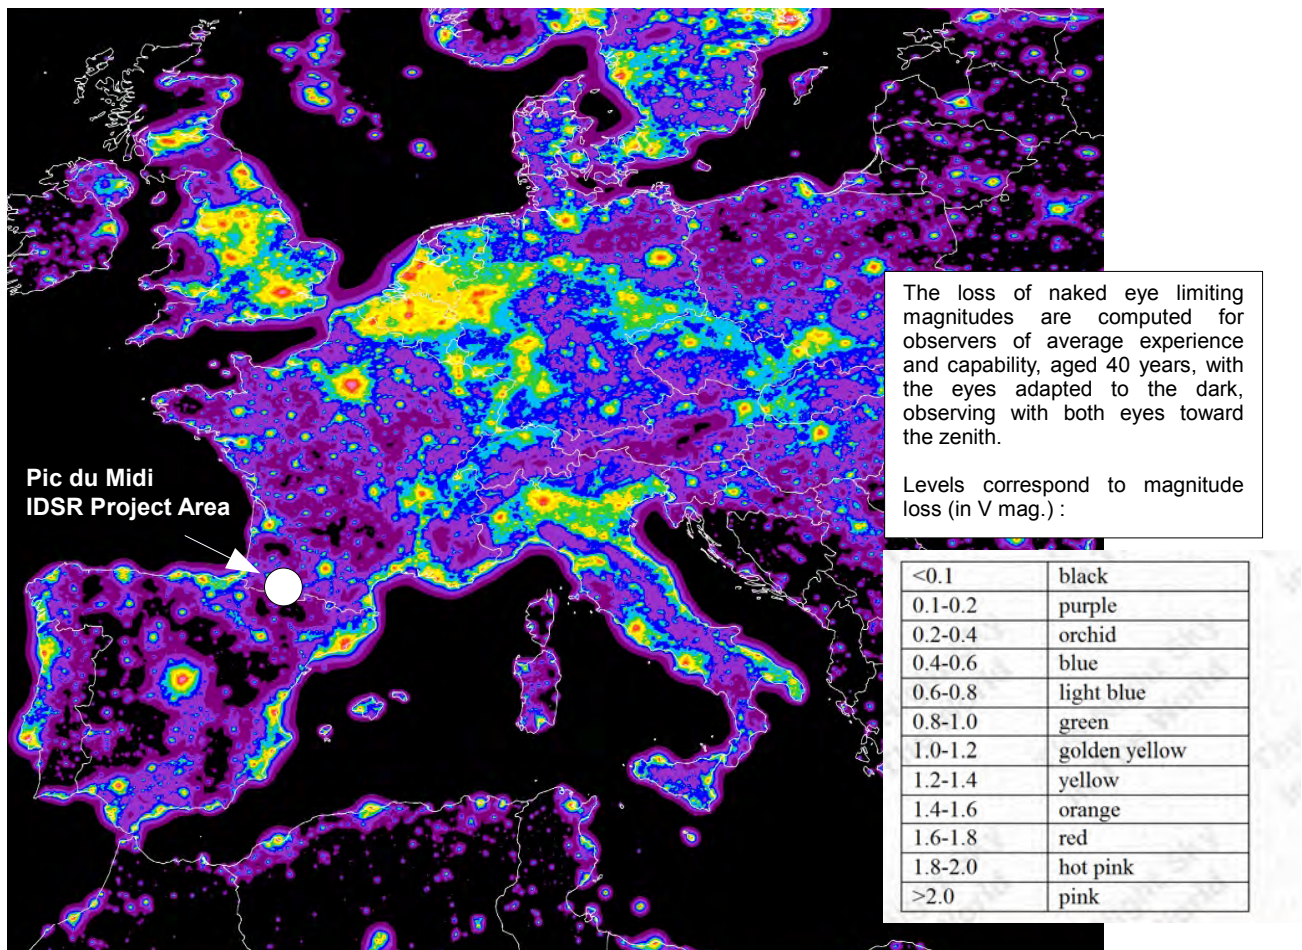 The loss of naked eye limiting
magnitudes are computed for
observers of average experience
and capability, aged 40 years, with
the eyes adapted to the dark,
observing with both eyes toward
the zenith.
Levels correspond to magnitude
loss (in V mag.) :
Pic du Midi
IDSR Project Area
<0.1 black
0.1-0.2 purple
0.2-0.4 orchid
0.4-0.6 blue
0.6-0.8 light blue
0.8-1.0 green
1.0-1.2 golden yellow
1.2-1.4 yellow
1.4-1.6 orange
1.6-1.8 red
1.8-2.0 hot pink
>2.0 pink